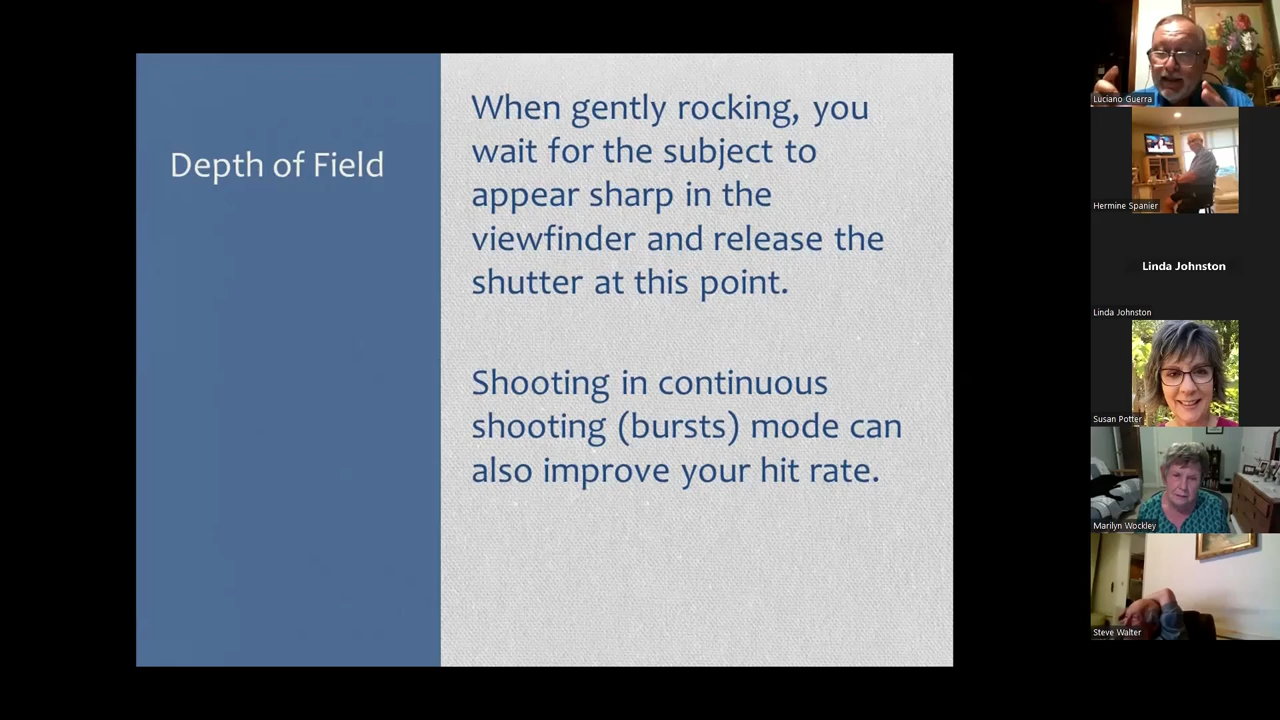 Depth of Field
When gently rocking, you
wait for the subject to
appear sharp in the
viewfinder and release the
shutter at this point.
Shooting in continuous
shooting (bursts) mode can
also improve your hit rate.
Luciano Guerra
Hermine Spanier
Linda Johnston
Linda Johnston
Susan Potter
Marilyn Wockley
Steve Walter